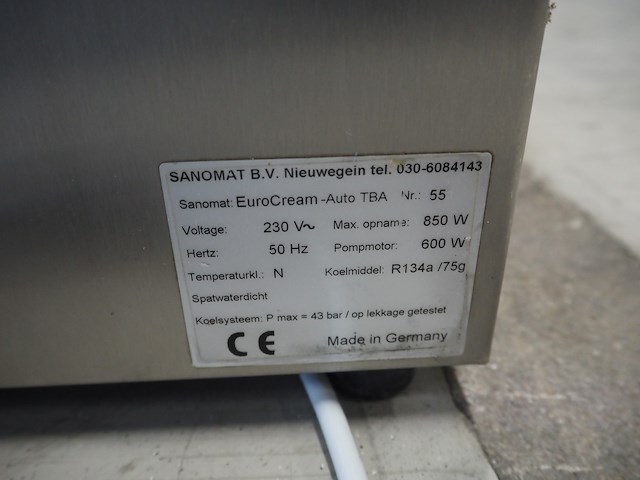 SANOMAT B.V. Nieuwegein tel. 030-6084143
Sanomat: EuroCream -Auto TBA Nr.: 55
Voltage: 230 V~ Max. opname: 850 W
Hertz: 50 Hz Pompmotor: 600 W
Temperaturkl.: N Koelmiddel: R134a /75g
Spatwaterdicht
Koelsysteem: P max = 43 bar / op lekkage getestet
CE Made in Germany